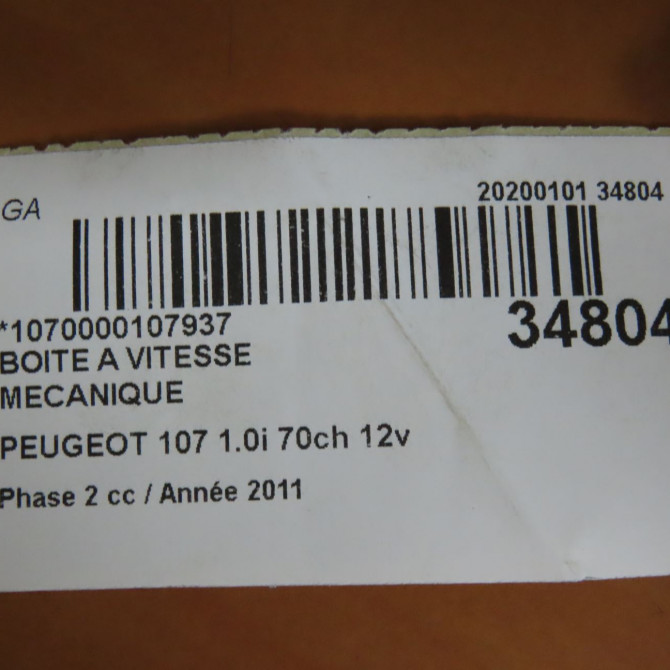 GA
20200101 34804
*1070000107937
34804
BOITE A VITESSE
MECANIQUE
PEUGEOT 107 1.0i 70ch 12v
Phase 2 cc / Année 2011